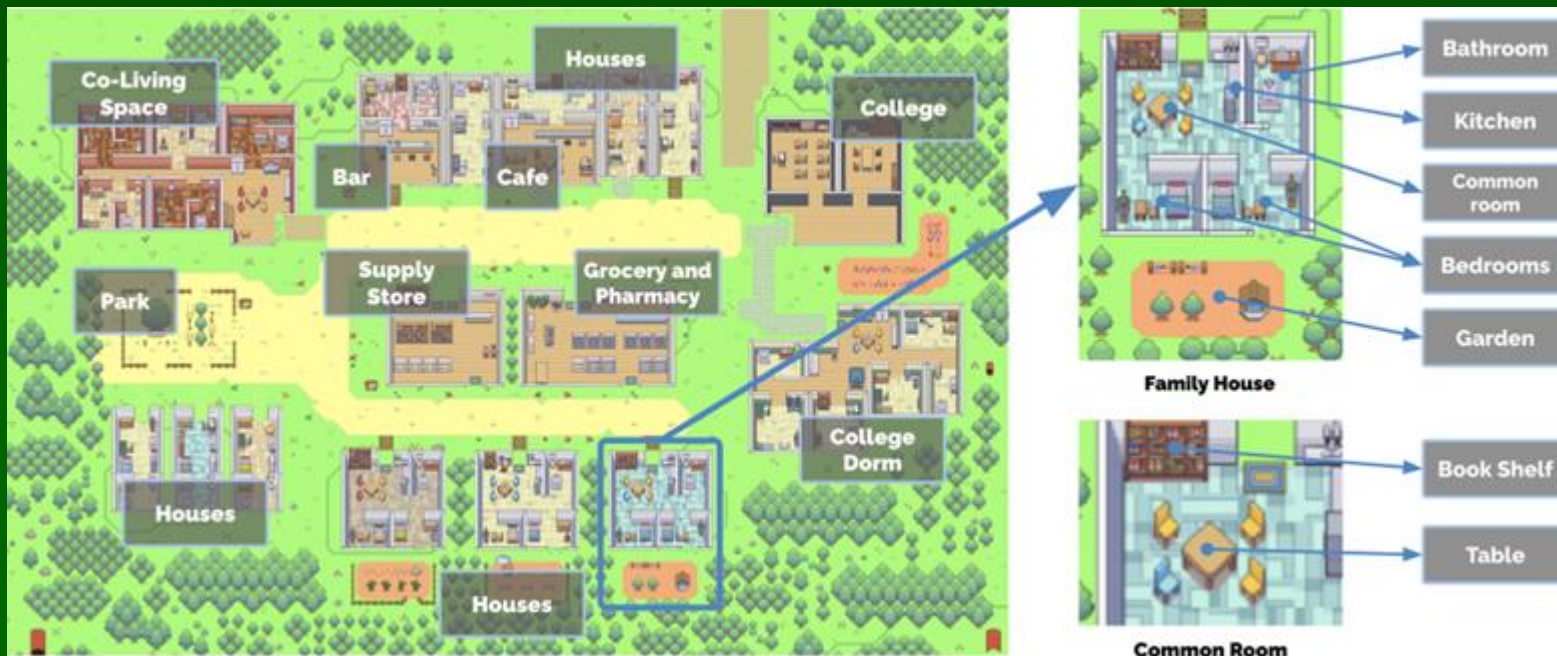 Co-Living
Space
Houses
College
Bar
Cafe
Park
Supply
Store
Grocery and
Pharmacy
College
Dorm
Houses
Houses
Bathroom
Kitchen
Common
room
Bedrooms
Garden
Family House
Book Shelf
Table
Common Room